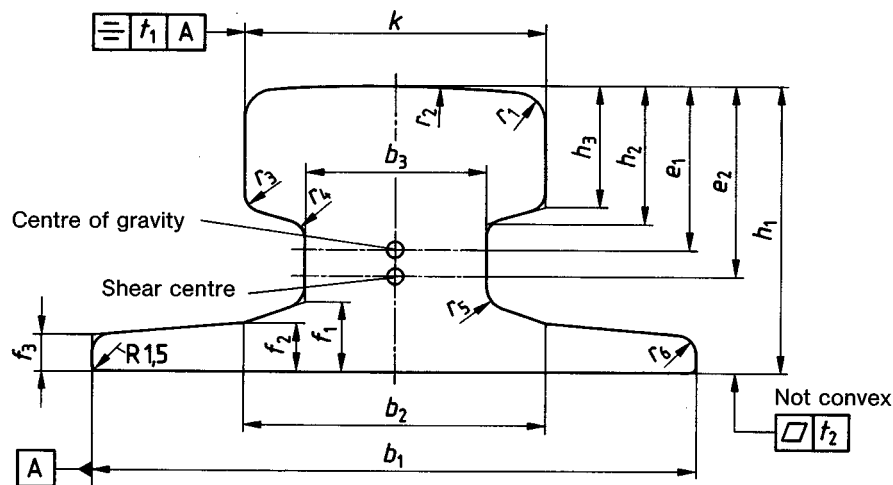 t₁ A
k
r₂
r₁
h₃
h₂
e₁
e₂
h₁
b₃
r₃
r₄
Centre of gravity
Shear centre
r₅
f₃
R 1,5
f₂
f₁
r₆
Not convex
t₂
b₂
A
b₁